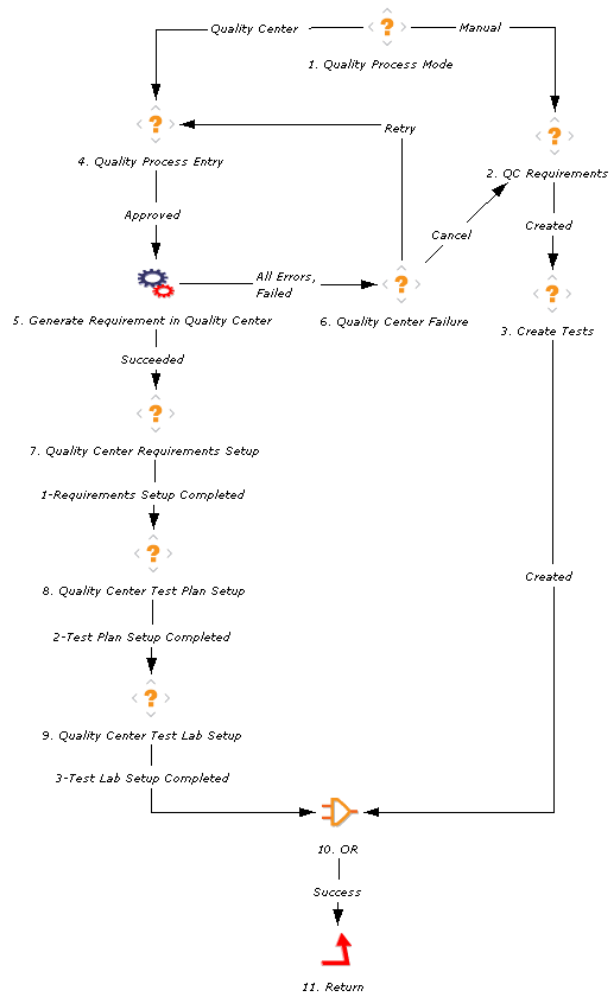 Quality Center
Manual
1. Quality Process Mode
Retry
4. Quality Process Entry
2. QC Requirements
Approved
Cancel
Created
All Errors,
Failed
5. Generate Requirement in Quality Center
6. Quality Center Failure
3. Create Tests
Succeeded
7. Quality Center Requirements Setup
1-Requirements Setup Completed
8. Quality Center Test Plan Setup
Created
2-Test Plan Setup Completed
9. Quality Center Test Lab Setup
3-Test Lab Setup Completed
10. OR
Success
11. Return